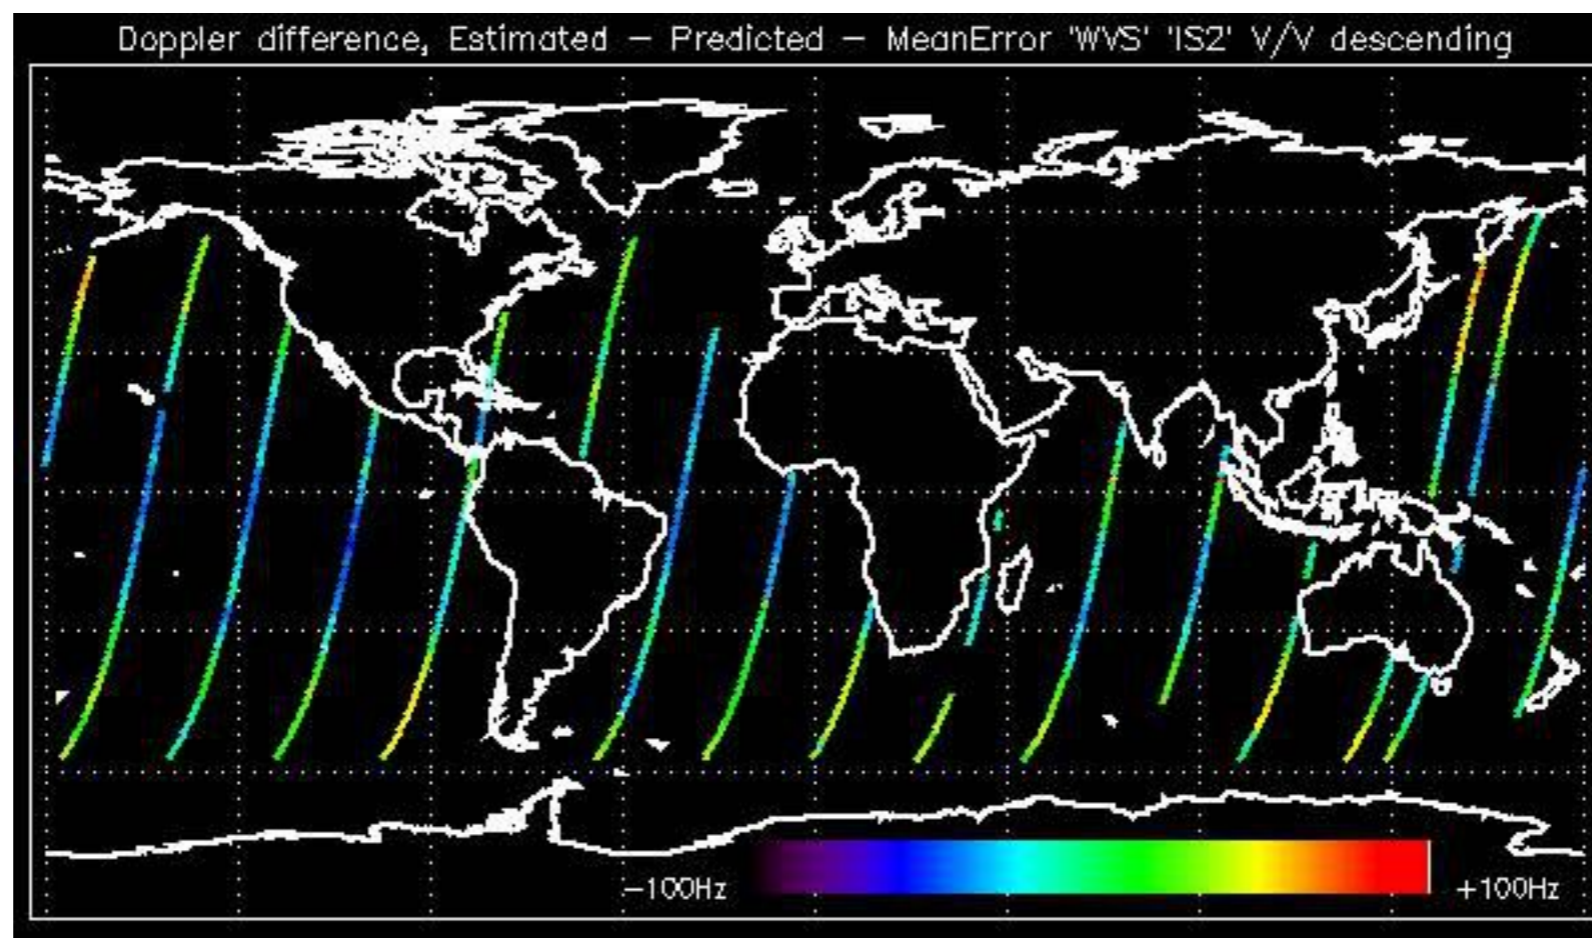 Doppler difference, Estimated – Predicted – MeanError 'WVS' 'IS2' V/V descending
-100Hz +100Hz